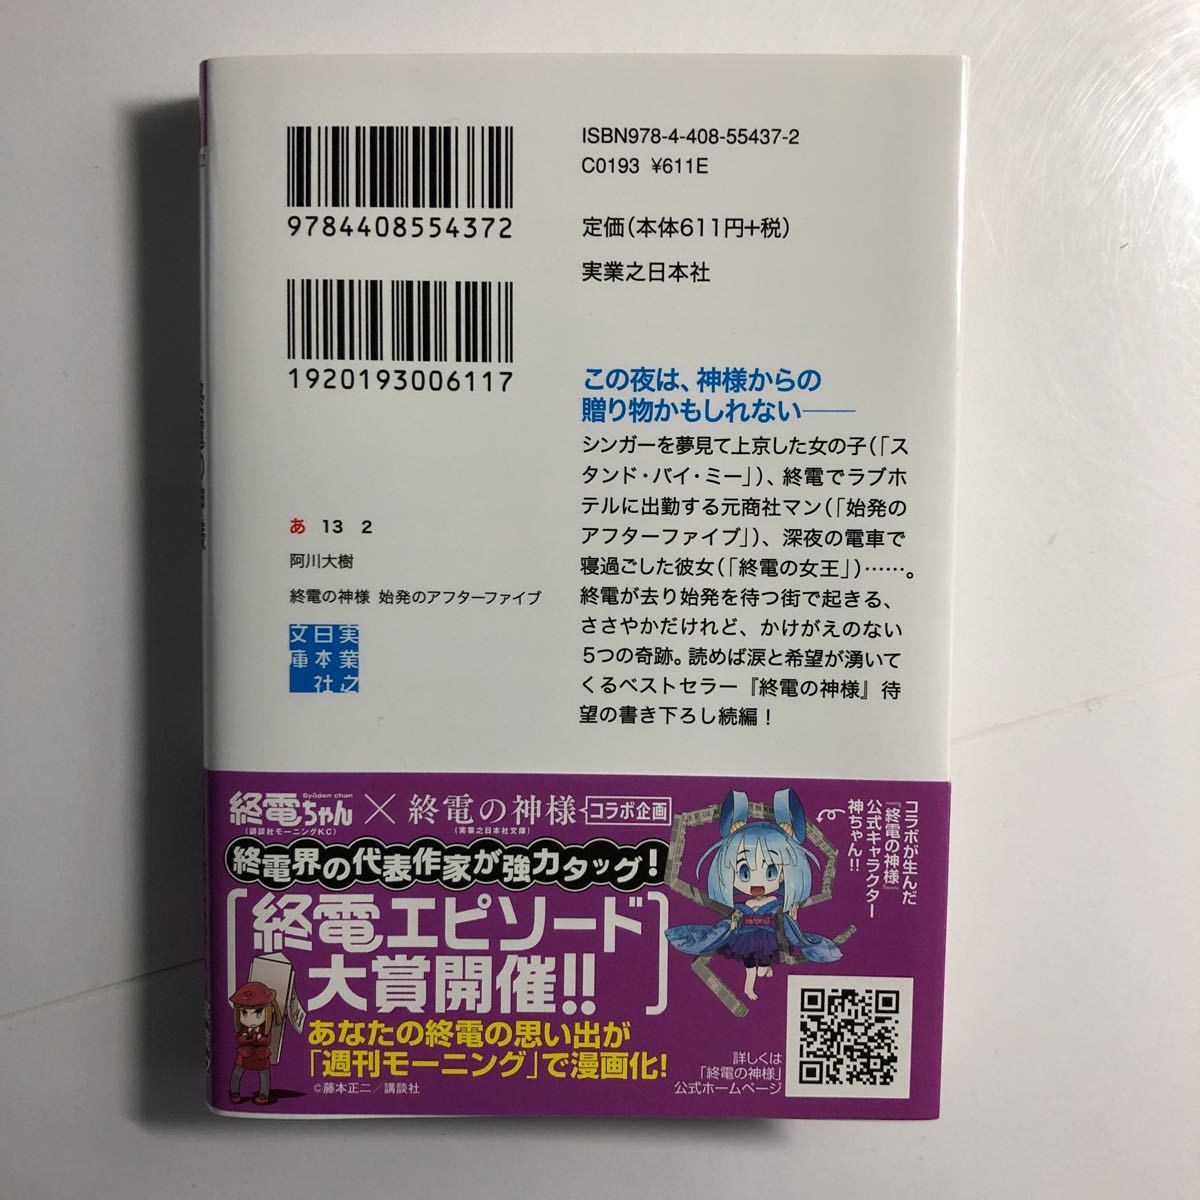 ISBN978-4-408-55437-2
C0193 ¥611E
9784408554372
定価(本体611円+税)
実業之日本社
1920193006117
この夜は、神様からの
贈り物かもしれない――
シンガーを夢見て上京した女の子(「ス
タンド・バイ・ミー」)、終電でラブホ
テルに出勤する元商社マン(「始発の
アフターファイブ」)、深夜の電車で
寝過ごした彼女(「終電の女王」)……。
終電が去り始発を待つ街で起きる、
ささやかだけれど、かけがえのない
5つの奇跡。読めば涙と希望が湧いて
くるベストセラー『終電の神様』待
望の書き下ろし続編!
あ 13 2
阿川大樹
終電の神様 始発のアフターファイブ
実業之
日本社
文庫
Syūden chan
終電ちゃん×終電の神様 コラボ企画
(講談社モーニングKC)
(実業之日本社文庫)
終電界の代表作家が強力タッグ!
終電エピソード
大賞開催!!
あなたの終電の思い出が
「週刊モーニング」で漫画化!
©藤本正二/講談社
コラボが生んだ
『終電の神様』
公式キャラクター
神ちゃん!!
詳しくは
「終電の神様」
公式ホームページ